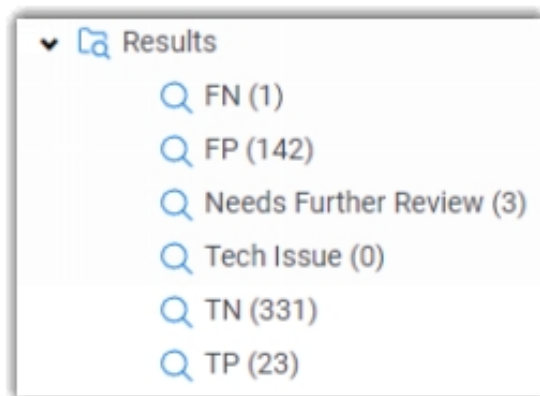 Results
FN (1)
FP (142)
Needs Further Review (3)
Tech Issue (0)
TN (331)
TP (23)